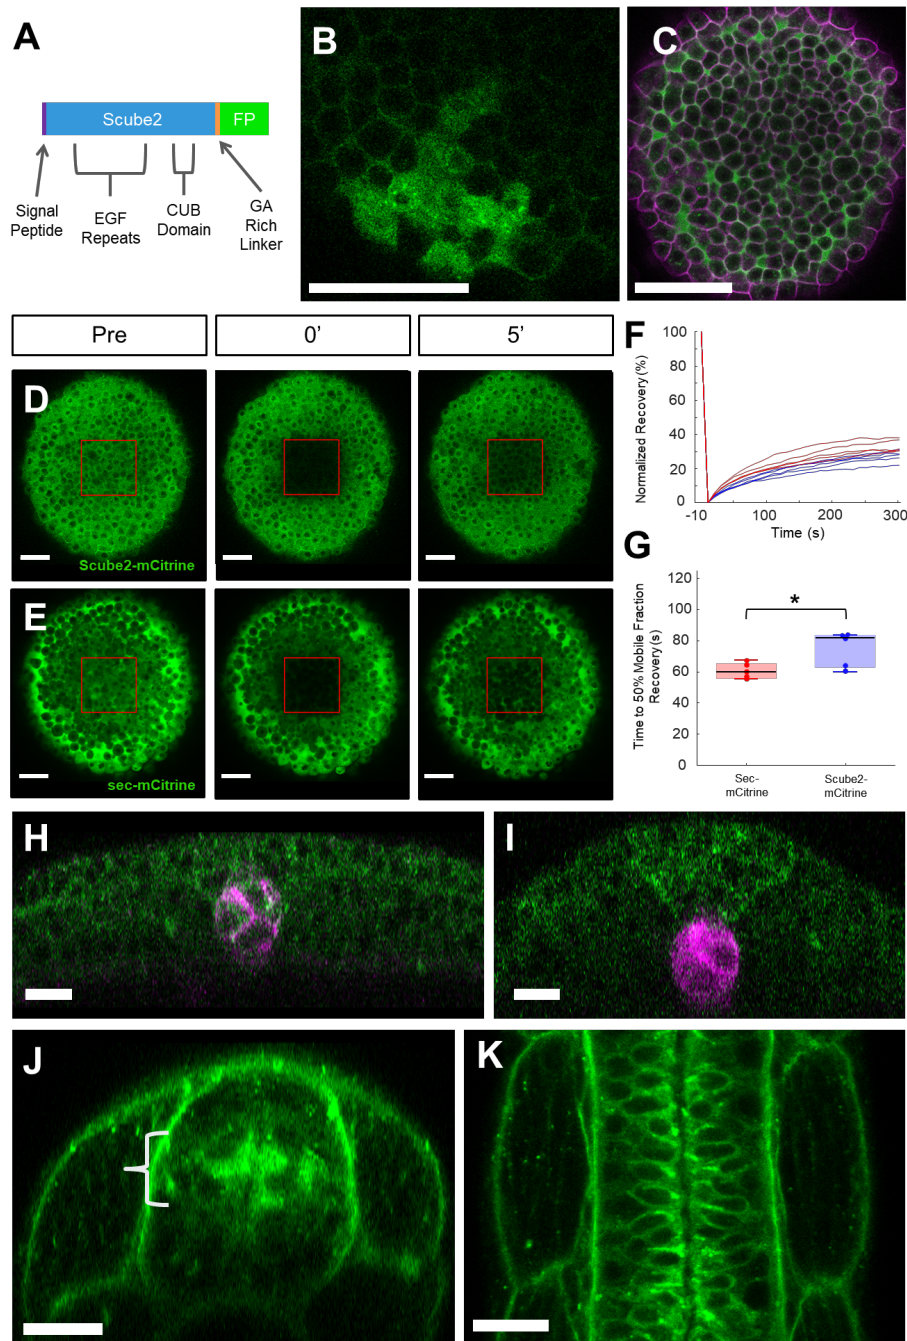 A
Scube2
FP
Signal
Peptide
EGF
Repeats
CUB
Domain
GA
Rich
Linker
B
C
Pre
0'
5'
D
Scube2-mCitrine
E
sec-mCitrine
F
Normalized Recovery (%)
100
80
60
40
20
0
-10
100
200
300
Time (s)
G
Time to 50% Mobile Fraction
Recovery (s)
120
100
80
60
40
20
0
*
Sec-
mCitrine
Scube2-
mCitrine
H
I
J
K